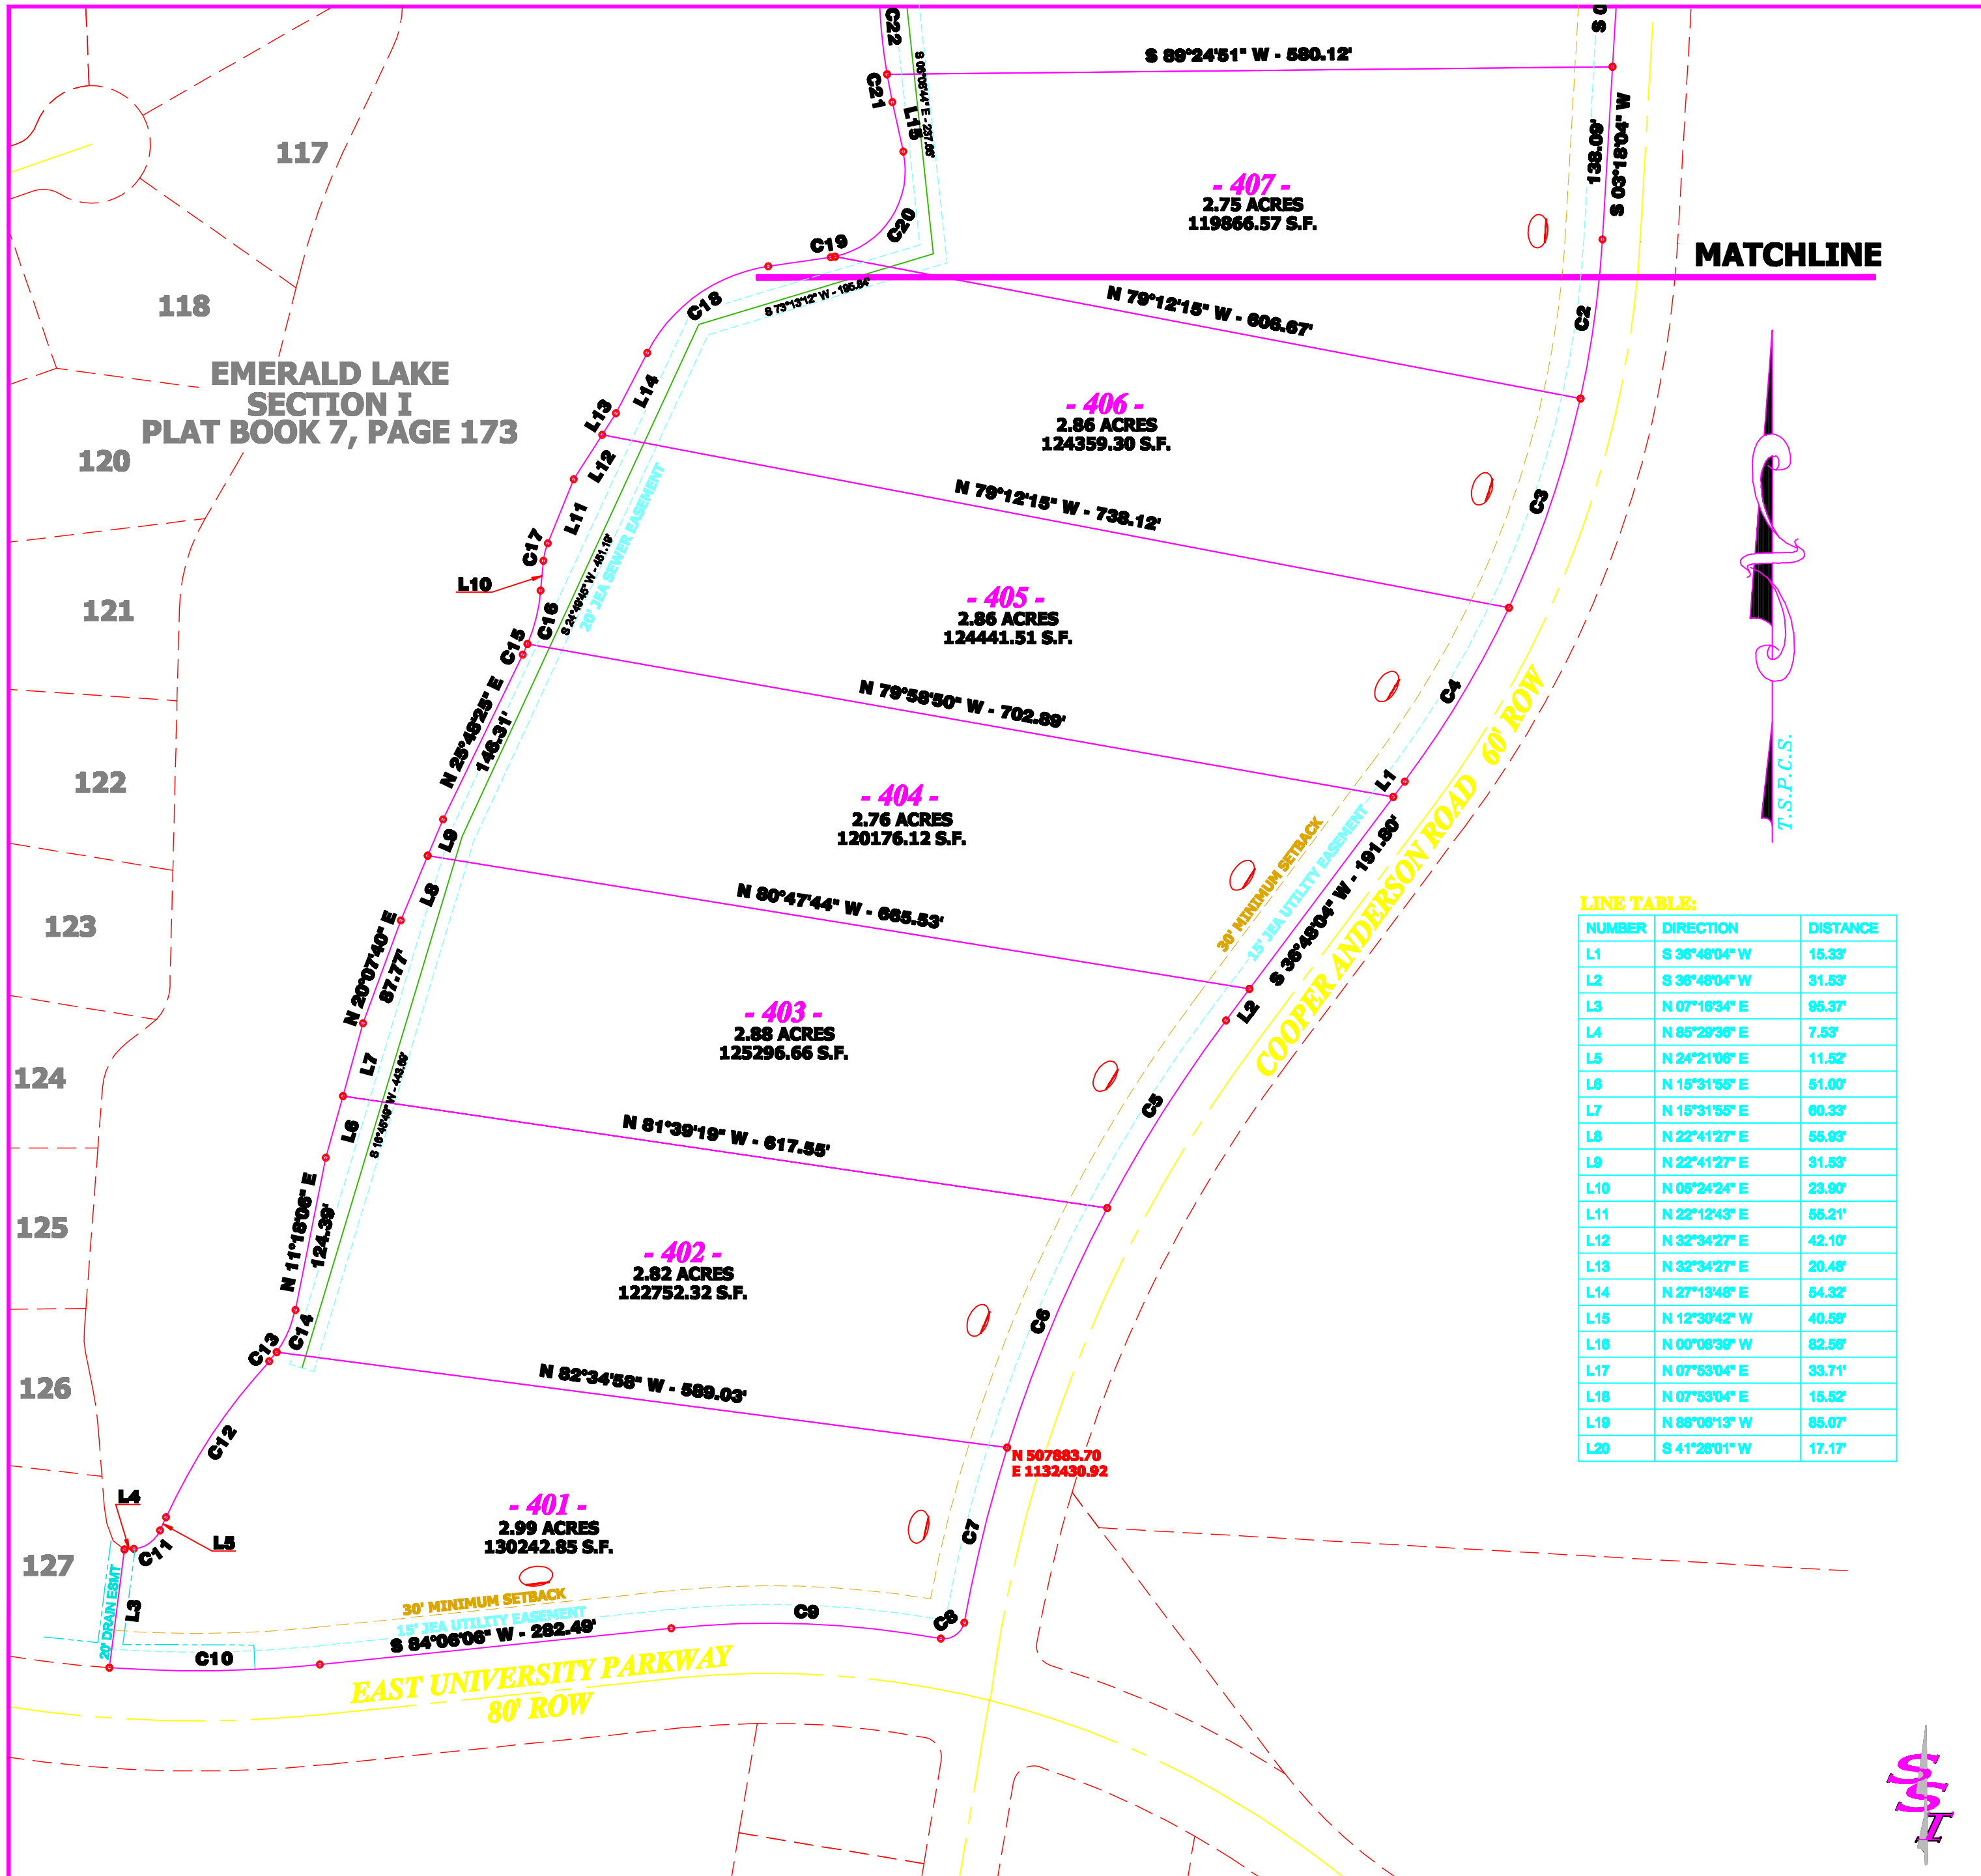 C22
S 0
S 06°06'44" E - 237.66'
S 89°24'51" W - 580.12'
C21
L15
138.09'
S 03°18'04" W
117
- 407 -
2.75 ACRES
119866.57 S.F.
C20
C19
MATCHLINE
118
C18
S 73°13'12" W - 195.84'
N 79°12'15" W - 606.67'
C2
EMERALD LAKE
SECTION I
PLAT BOOK 7, PAGE 173
L14
L13
- 406 -
2.86 ACRES
124359.30 S.F.
120
L12
L11
N 79°12'15" W - 738.12'
C3
C17
L10
20' JEA SEWER EASEMENT
S 24°49'45" W - 451.19'
121
C16
C15
- 405 -
2.86 ACRES
124441.51 S.F.
N 79°58'50" W - 702.89'
C4
N 25°48'25" E
146.31'
122
L1
60' ROW
T.S.P.C.S.
- 404 -
2.76 ACRES
120176.12 S.F.
L9
L8
N 80°47'44" W - 665.53'
30' MINIMUM SETBACK
15' JEA UTILITY EASEMENT
S 36°48'04" W - 191.80'
COOPER ANDERSON ROAD
123
N 20°07'40" E
87.77'
L2
- 403 -
2.88 ACRES
125296.66 S.F.
LINE TABLE:
NUMBER DIRECTION DISTANCE
L1 S 36°48'04" W 15.33'
L2 S 36°48'04" W 31.53'
L3 N 07°16'34" E 95.37'
L4 N 85°29'36" E 7.53'
L5 N 24°21'06" E 11.52'
L6 N 15°31'55" E 51.00'
L7 N 15°31'55" E 60.33'
L8 N 22°41'27" E 55.93'
L9 N 22°41'27" E 31.53'
L10 N 05°24'24" E 23.90'
L11 N 22°12'43" E 55.21'
L12 N 32°34'27" E 42.10'
L13 N 32°34'27" E 20.48'
L14 N 27°13'48" E 54.32'
L15 N 12°30'42" W 40.58'
L16 N 00°08'39" W 82.56'
L17 N 07°53'04" E 33.71'
L18 N 07°53'04" E 15.52'
L19 N 88°06'13" W 85.07'
L20 S 41°28'01" W 17.17'
124
L7
L6
S 16°45'49" W - 443.69'
N 81°39'19" W - 617.55'
C5
125
N 11°18'06" E
124.39'
- 402 -
2.82 ACRES
122752.32 S.F.
C6
C14
C13
126
N 82°34'58" W - 589.03'
N 507883.70
E 1132430.92
C12
L4
- 401 -
2.99 ACRES
130242.85 S.F.
C7
L5
C11
127
20' DRAIN ESMT
L3
30' MINIMUM SETBACK
15' JEA UTILITY EASEMENT
S 84°06'06" W - 282.49'
C9
C8
C10
EAST UNIVERSITY PARKWAY
80' ROW
SSI